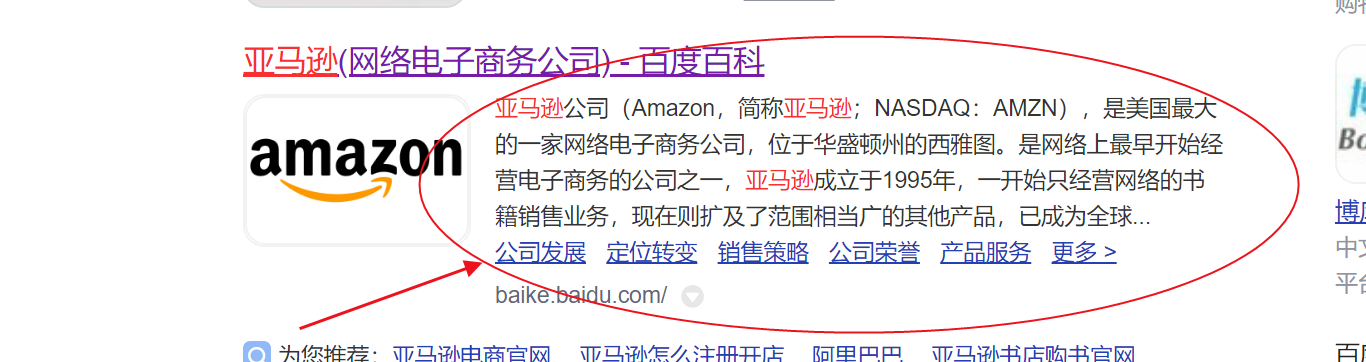 亚马逊(网络电子商务公司) - 百度百科
amazon
亚马逊公司（Amazon，简称亚马逊；NASDAQ：AMZN），是美国最大
的一家网络电子商务公司，位于华盛顿州的西雅图。是网络上最早开始经
营电子商务的公司之一，亚马逊成立于1995年，一开始只经营网络的书
籍销售业务，现在则扩及了范围相当广的其他产品，已成为全球...
公司发展 定位转变 销售策略 公司荣誉 产品服务 更多 >
baike.baidu.com/
为您推荐：亚马逊电商官网 亚马逊怎么注册开店 阿里巴巴 亚马逊书店购书官网
购物
中文
平台